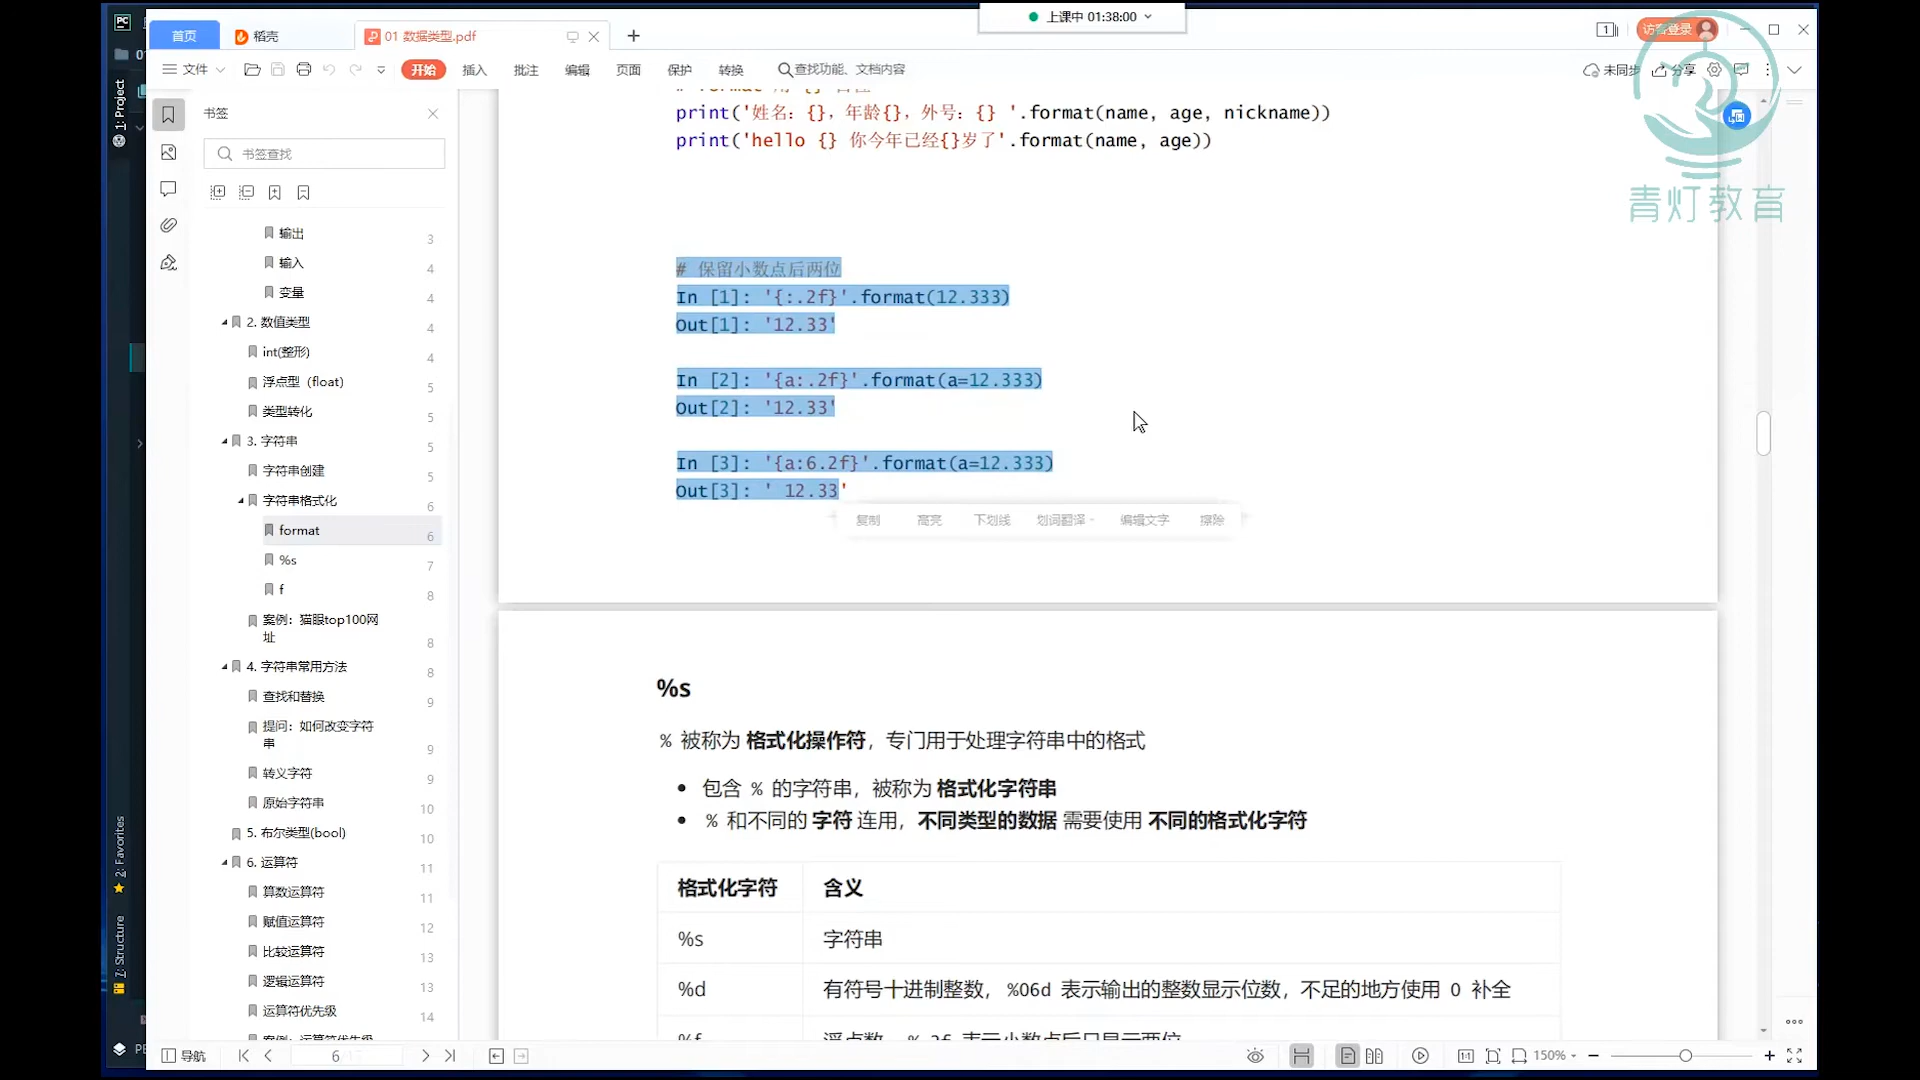 上课中 01:38:00
首页
稻壳
01 数据类型.pdf
访客登录
文件
开始
插入
批注
编辑
页面
保护
转换
查找功能、文档内容
未同步
分享
青灯教育
1: Project
2: Favorites
7: Structure
书签
书签查找
输出 3
输入 4
变量 4
2. 数值类型 4
int(整形) 4
浮点型（float） 5
类型转化 5
3. 字符串 5
字符串创建 5
字符串格式化 6
format 6
%s 7
f 8
案例：猫眼top100网
址 8
4. 字符串常用方法 8
查找和替换 9
提问：如何改变字符
串 9
转义字符 9
原始字符串 10
5. 布尔类型(bool) 10
6. 运算符 11
算数运算符 11
赋值运算符 12
比较运算符 13
逻辑运算符 13
运算符优先级 14
print('姓名: {}，年龄{}，外号: {} '.format(name, age, nickname))
print('hello {} 你今年已经{}岁了'.format(name, age))
# 保留小数点后两位
In [1]: '{:.2f}'.format(12.333)
Out[1]: '12.33'
In [2]: '{a:.2f}'.format(a=12.333)
Out[2]: '12.33'
In [3]: '{a:6.2f}'.format(a=12.333)
Out[3]: ' 12.33'
复制
高亮
下划线
划词翻译
编辑文字
擦除
%s
% 被称为 格式化操作符，专门用于处理字符串中的格式
• 包含 % 的字符串，被称为 格式化字符串
• % 和不同的 字符 连用，不同类型的数据 需要使用 不同的格式化字符
格式化字符 含义
%s 字符串
%d 有符号十进制整数， %06d 表示输出的整数显示位数，不足的地方使用 0 补全
导航
6
150%